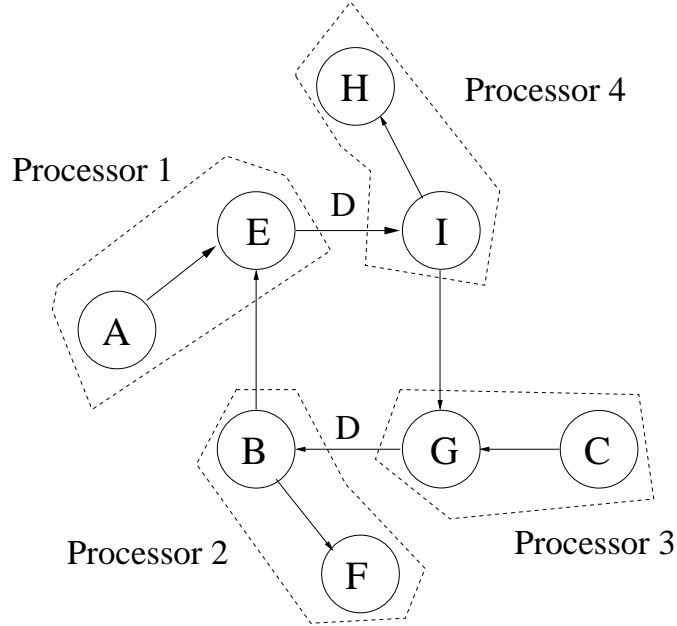 H
Processor 4
Processor 1
D
E
I
A
D
B
G
C
Processor 2
Processor 3
F